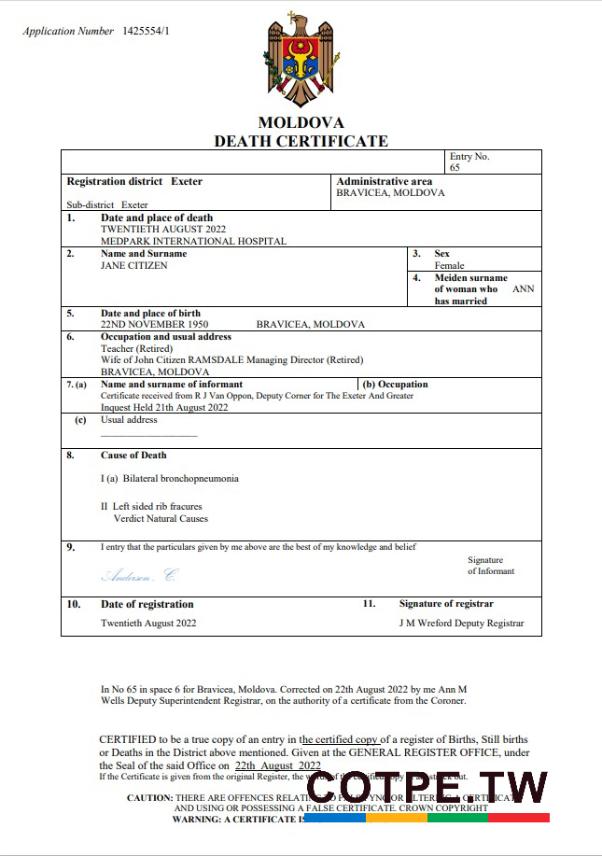 Application Number 1425554/1
MOLDOVA
DEATH CERTIFICATE
Entry No.
65
Registration district Exeter
Sub-district Exeter
Administrative area
BRAVICEA, MOLDOVA
1. Date and place of death
TWENTIETH AUGUST 2022
MEDPARK INTERNATIONAL HOSPITAL
2. Name and Surname
JANE CITIZEN
3. Sex
Female
4. Meiden surname
of woman who ANN
has married
5. Date and place of birth
22ND NOVEMBER 1950 BRAVICEA, MOLDOVA
6. Occupation and usual address
Teacher (Retired)
Wife of John Citizen RAMSDALE Managing Director (Retired)
BRAVICEA, MOLDOVA
7. (a) Name and surname of informant (b) Occupation
Certificate received from R J Van Oppon, Deputy Corner for The Exeter And Greater
Inquest Held 21th August 2022
(c) Usual address
8. Cause of Death
I (a) Bilateral bronchopneumonia
II Left sided rib fracures
Verdict Natural Causes
9. I entry that the particulars given by me above are the best of my knowledge and belief
Anderson. C.
Signature
of Informant
10. Date of registration 11. Signature of registrar
Twentieth August 2022 J M Wreford Deputy Registrar
In No 65 in space 6 for Bravicea, Moldova. Corrected on 22th August 2022 by me Ann M
Wells Deputy Superintendent Registrar, on the authority of a certificate from the Coroner.
CERTIFIED to be a true copy of an entry in the certified copy of a register of Births, Still births
or Deaths in the District above mentioned. Given at the GENERAL REGISTER OFFICE, under
the Seal of the said Office on 22th August 2022
If the Certificate is given from the original Register, the of the copy out.
CAUTION: THERE ARE OFFENCES OR A
AND USING OR POSSESSING A FALSE CERTIFICATE. CROWN COPYRIGHT
WARNING: A CERTIFICATE IS
COTPE.TW